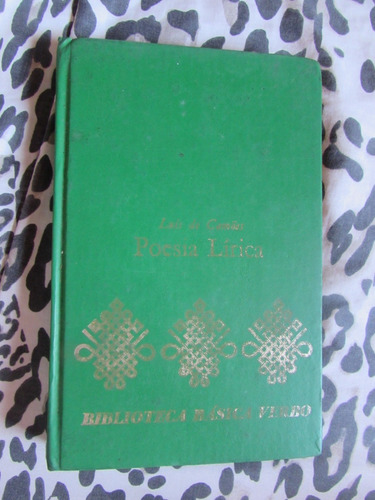 Luís de Camões
Poesia Lírica
BIBLIOTECA BÁSICA VERBO